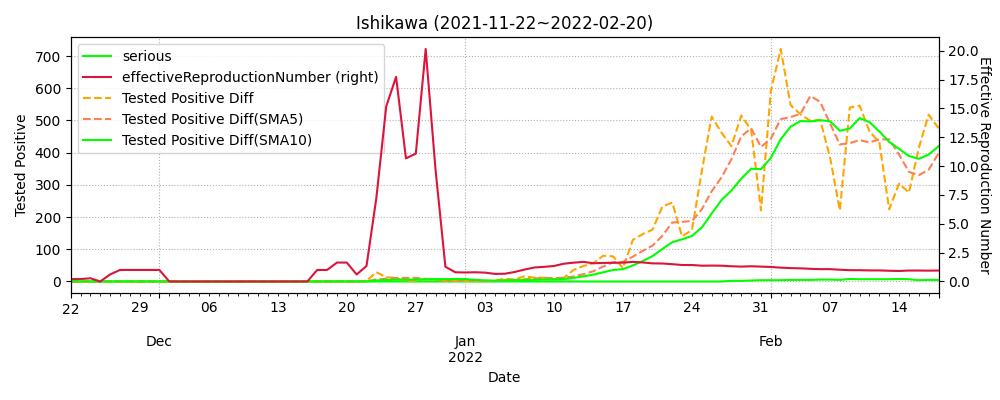 Ishikawa (2021-11-22~2022-02-20)
serious
effectiveReproductionNumber (right)
Tested Positive Diff
Tested Positive Diff(SMA5)
Tested Positive Diff(SMA10)
Tested Positive
700
600
500
400
300
200
100
0
Effective Reproduction Number
20.0
17.5
15.0
12.5
10.0
7.5
5.0
2.5
0.0
22 29 06 13 20 27 03 10 17 24 31 07 14
Dec Jan Feb
2022
Date